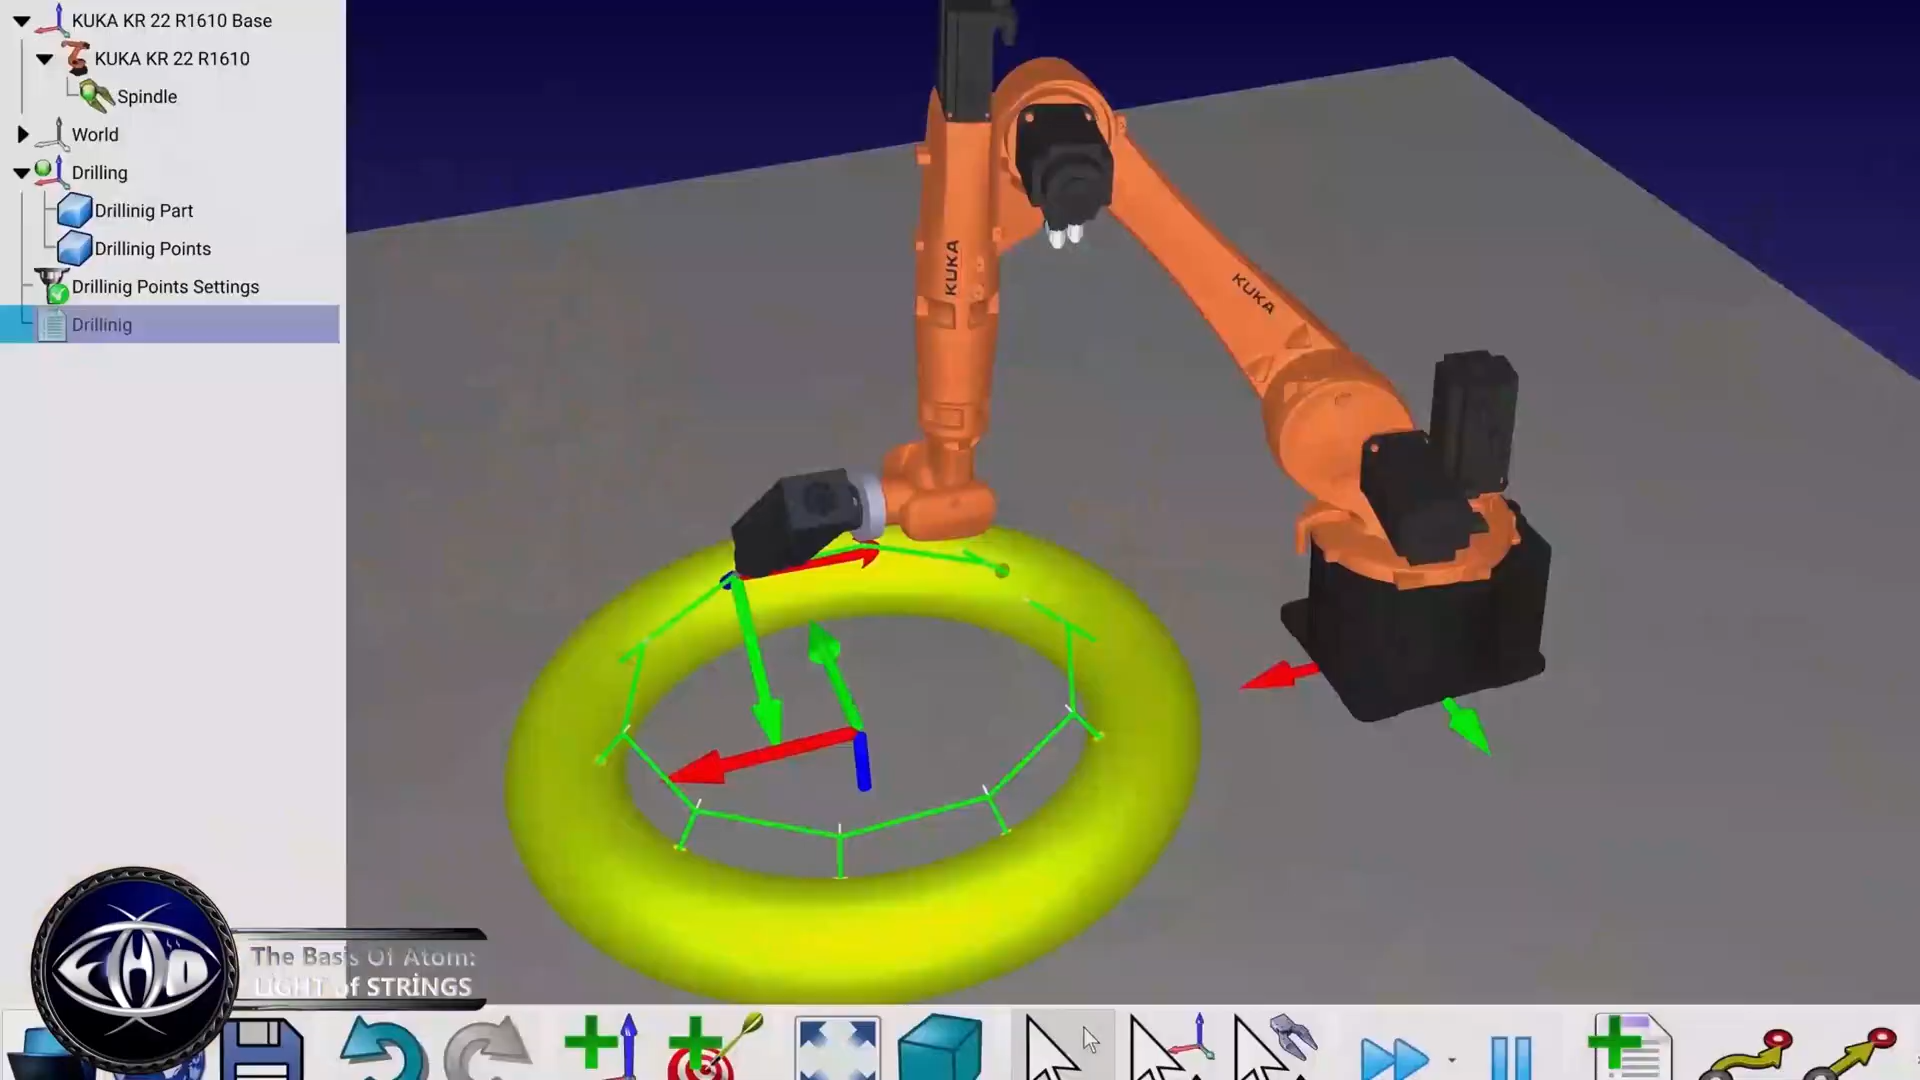 KUKA KR 22 R1610 Base
KUKA KR 22 R1610
Spindle
World
Drilling
Drillinig Part
Drillinig Points
Drillinig Points Settings
Drillinig
KUKA
KUKA
EHD
The Basis Of Atom:
LIGHT of STRİNGS